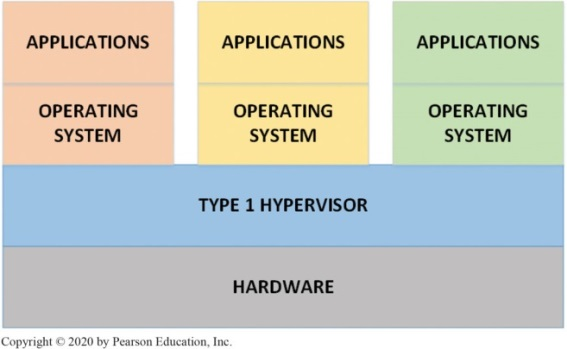 APPLICATIONS
APPLICATIONS
APPLICATIONS
OPERATING
SYSTEM
OPERATING
SYSTEM
OPERATING
SYSTEM
TYPE 1 HYPERVISOR
HARDWARE
Copyright © 2020 by Pearson Education, Inc.